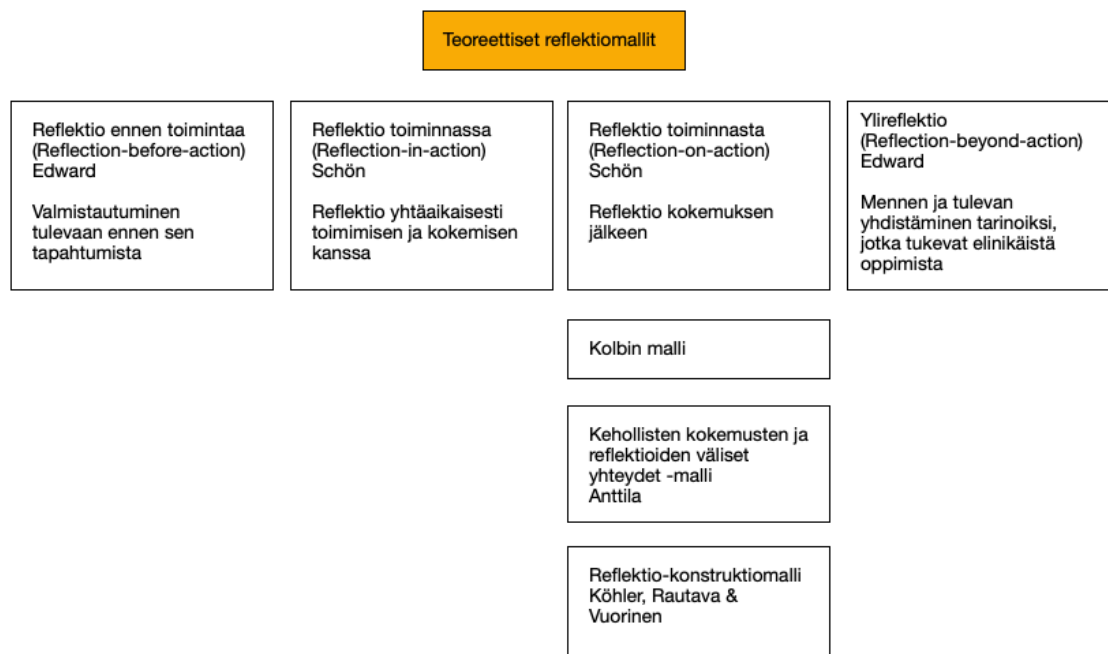 Teoreettiset reflektiomallit
Reflektio ennen toimintaa
(Reflection-before-action)
Edward
Valmistautuminen
tulevaan ennen sen
tapahtumista
Reflektio toiminnassa
(Reflection-in-action)
Schön
Reflektio yhtäaikaisesti
toimimisen ja kokemisen
kanssa
Reflektio toiminnasta
(Reflection-on-action)
Schön
Reflektio kokemuksen
jälkeen
Ylireflektio
(Reflection-beyond-action)
Edward
Mennen ja tulevan
yhdistäminen tarinoiksi,
jotka tukevat elinikäistä
oppimista
Kolbin malli
Kehollisten kokemusten ja
reflektioiden väliset
yhteydet -malli
Anttila
Reflektio-konstruktiomalli
Köhler, Rautava &
Vuorinen